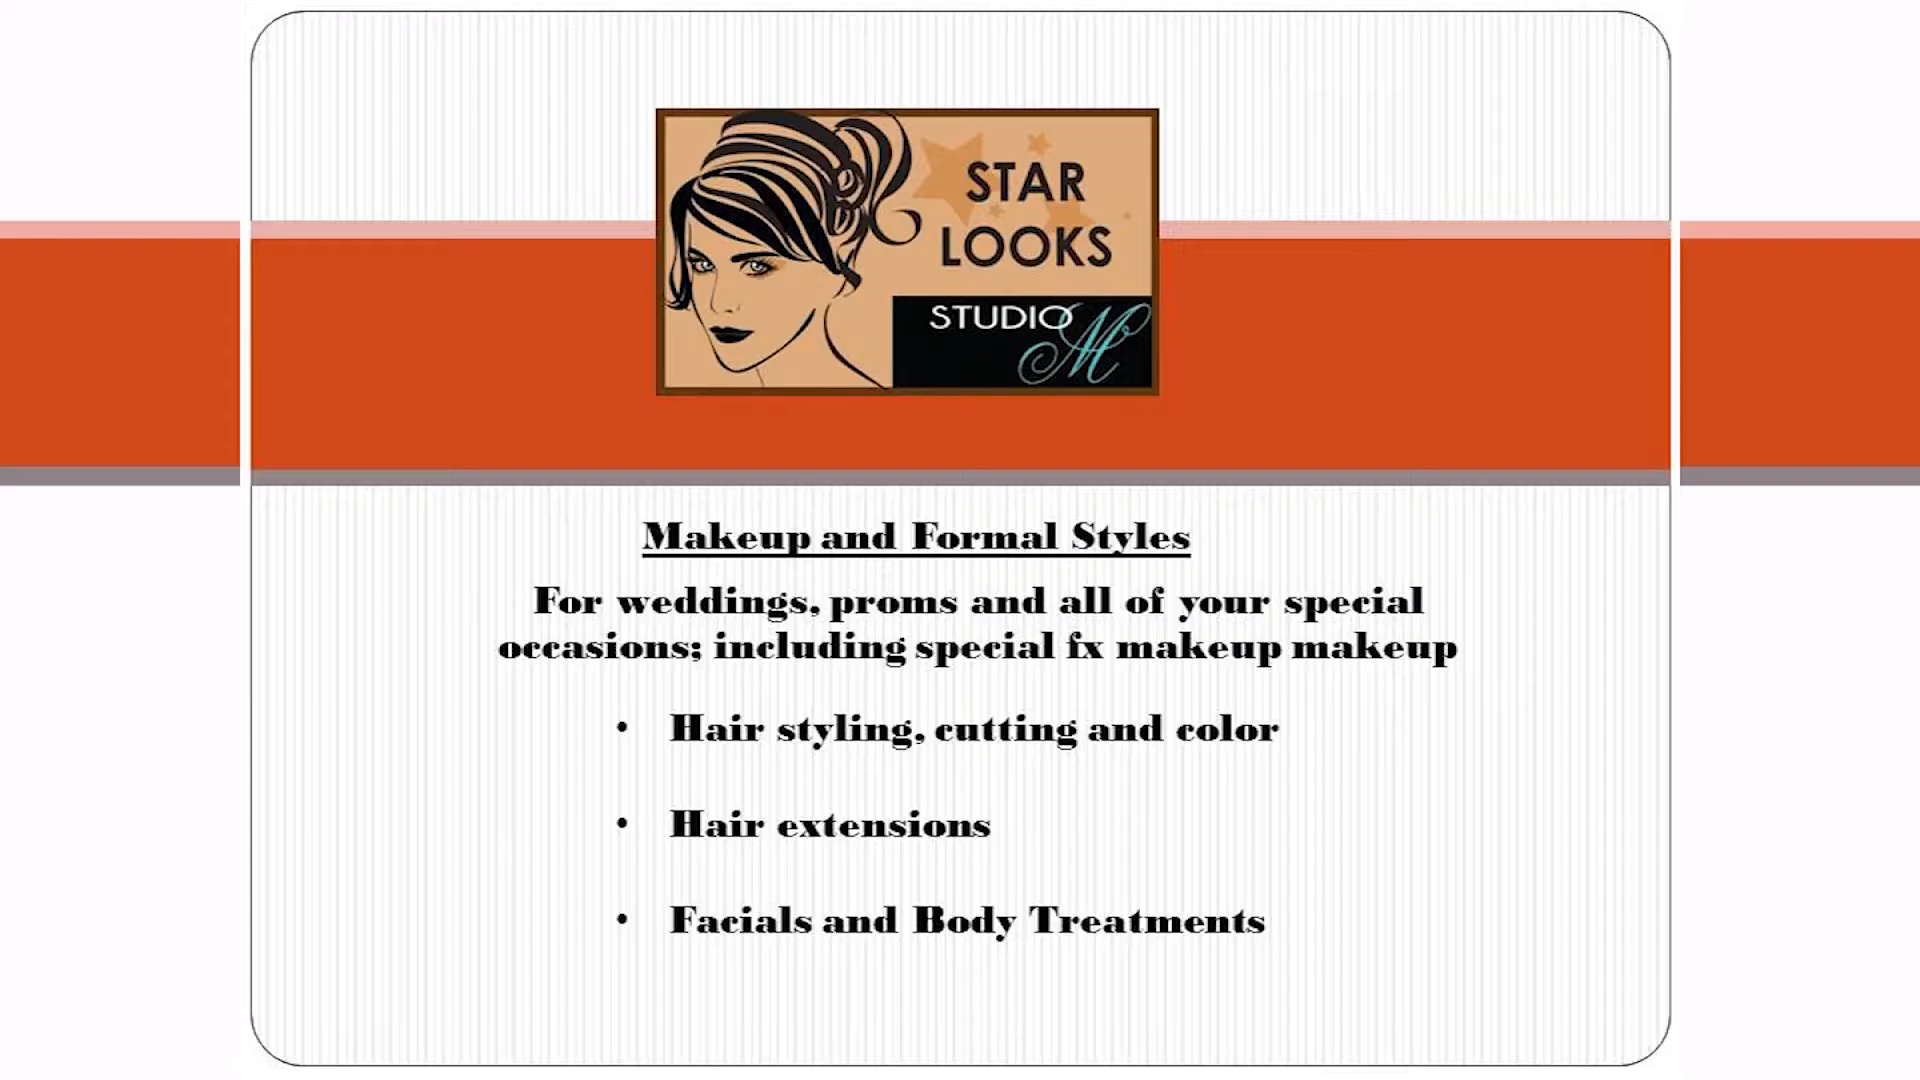 STAR
LOOKS
STUDIO M
Makeup and Formal Styles
For weddings, proms and all of your special
occasions; including special fx makeup makeup
• Hair styling, cutting and color
• Hair extensions
• Facials and Body Treatments